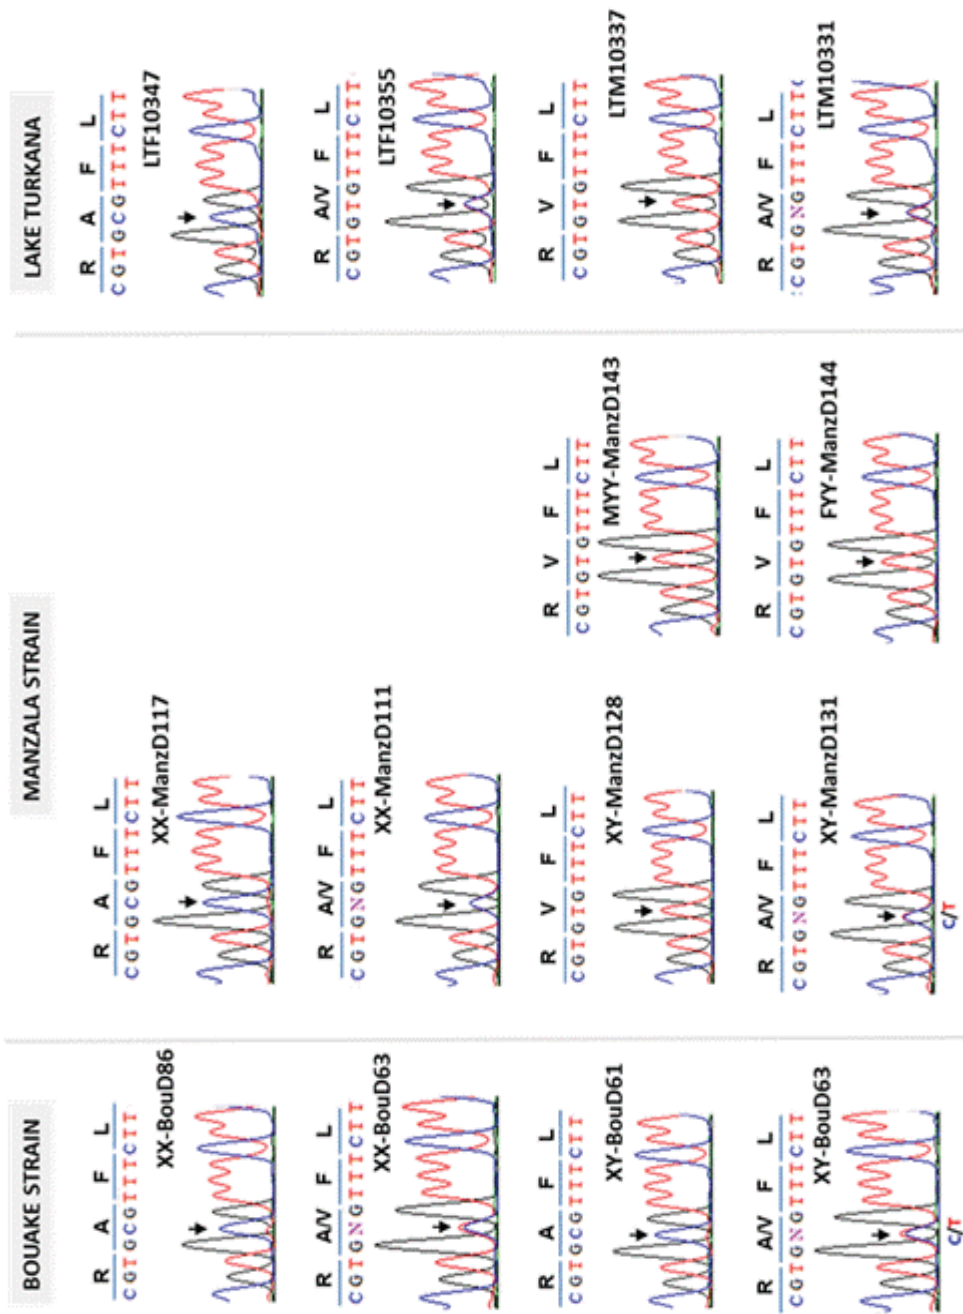 BOUAKE STRAIN
R A F L
CGTGCGTTTCTT
XX-BouD86
R A/V F L
CGTGNGTTTCTT
XX-BouD63
R A F L
CGTGCGTTTCTT
XY-BouD61
R A/V F L
CGTGNGTTTCTT
XY-BouD63
C/T
MANZALA STRAIN
R A F L
CGTGCGTTTCTT
XX-ManzD117
R A/V F L
CGTGNGTTTCTT
XX-ManzD111
R V F L
CGTGTGTTTCTT
XY-ManzD128
R A/V F L
CGTGNGTTTCTT
XY-ManzD131
C/T
R V F L
CGTGTGTTTCTT
MYY-ManzD143
R V F L
CGTGTGTTTCTT
FYY-ManzD144
LAKE TURKANA
R A F L
CGTGCGTTTCTT
LTF10347
R A/V F L
CGTGTGTTTCTT
LTF10355
R V F L
CGTGTGTTTCTT
LTM10337
R A/V F L
CGTGNGTTTCTT
LTM10331